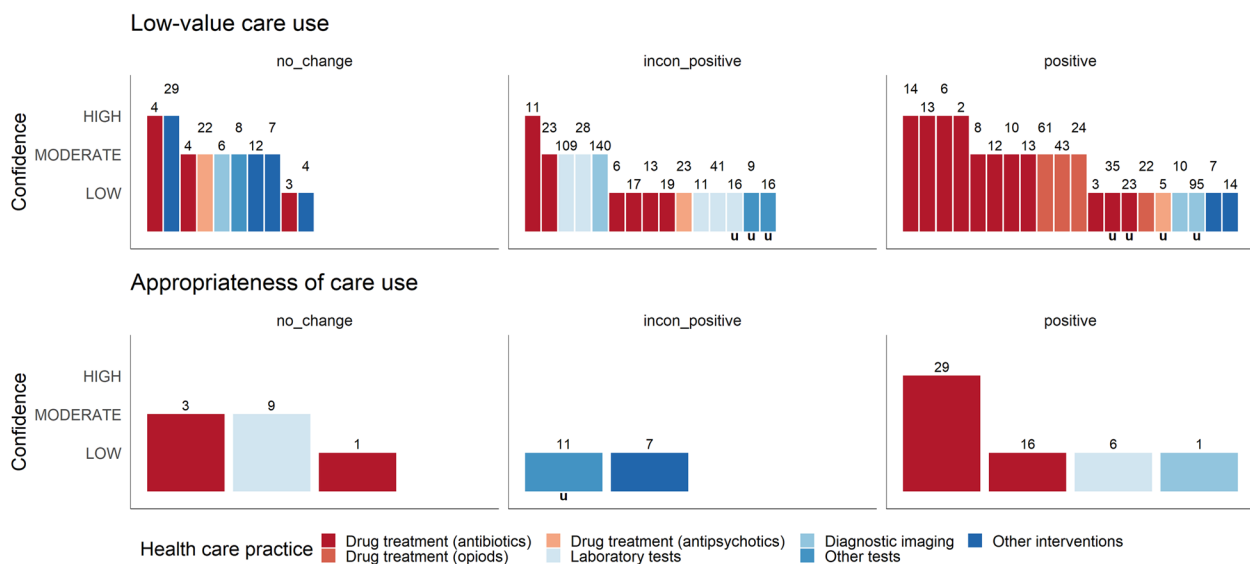 Low-value care use
no_change
incon_positive
positive
Confidence
HIGH
MODERATE
LOW
4 29 4 22 6 8 12 7 3 4
11 23 109 28 140 6 17 13 19 23 11 41 16 9 16
u u u
14 13 6 2 8 12 10 13 61 43 24 3 35 23 22 5 10 95 7 14
u u u u
Appropriateness of care use
no_change
incon_positive
positive
Confidence
HIGH
MODERATE
LOW
3 9 1
11 7
u
29 16 6 1
Health care practice
Drug treatment (antibiotics)
Drug treatment (opiods)
Drug treatment (antipsychotics)
Laboratory tests
Diagnostic imaging
Other tests
Other interventions